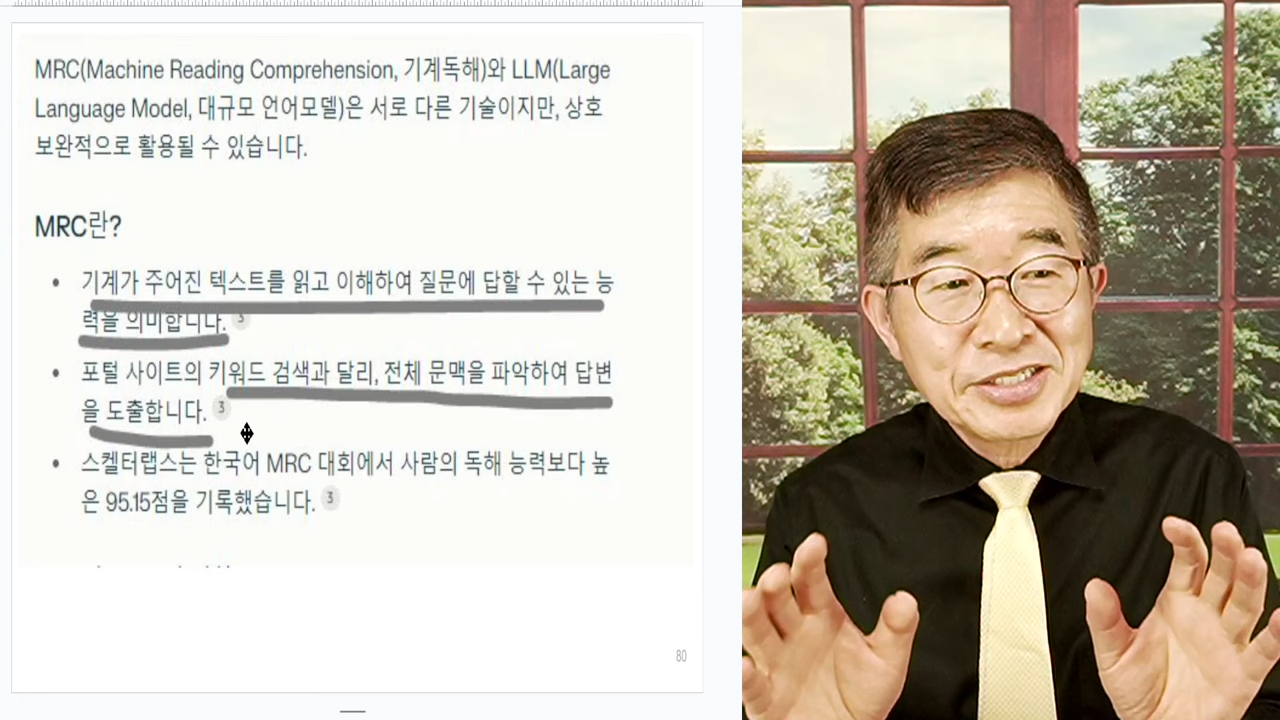 MRC(Machine Reading Comprehension, 기계독해)와 LLM(Large
Language Model, 대규모 언어모델)은 서로 다른 기술이지만, 상호
보완적으로 활용될 수 있습니다.
MRC란?
• 기계가 주어진 텍스트를 읽고 이해하여 질문에 답할 수 있는 능
력을 의미합니다. 3
• 포털 사이트의 키워드 검색과 달리, 전체 문맥을 파악하여 답변
을 도출합니다. 3
• 스켈터랩스는 한국어 MRC 대회에서 사람의 독해 능력보다 높
은 95.15점을 기록했습니다. 3
80